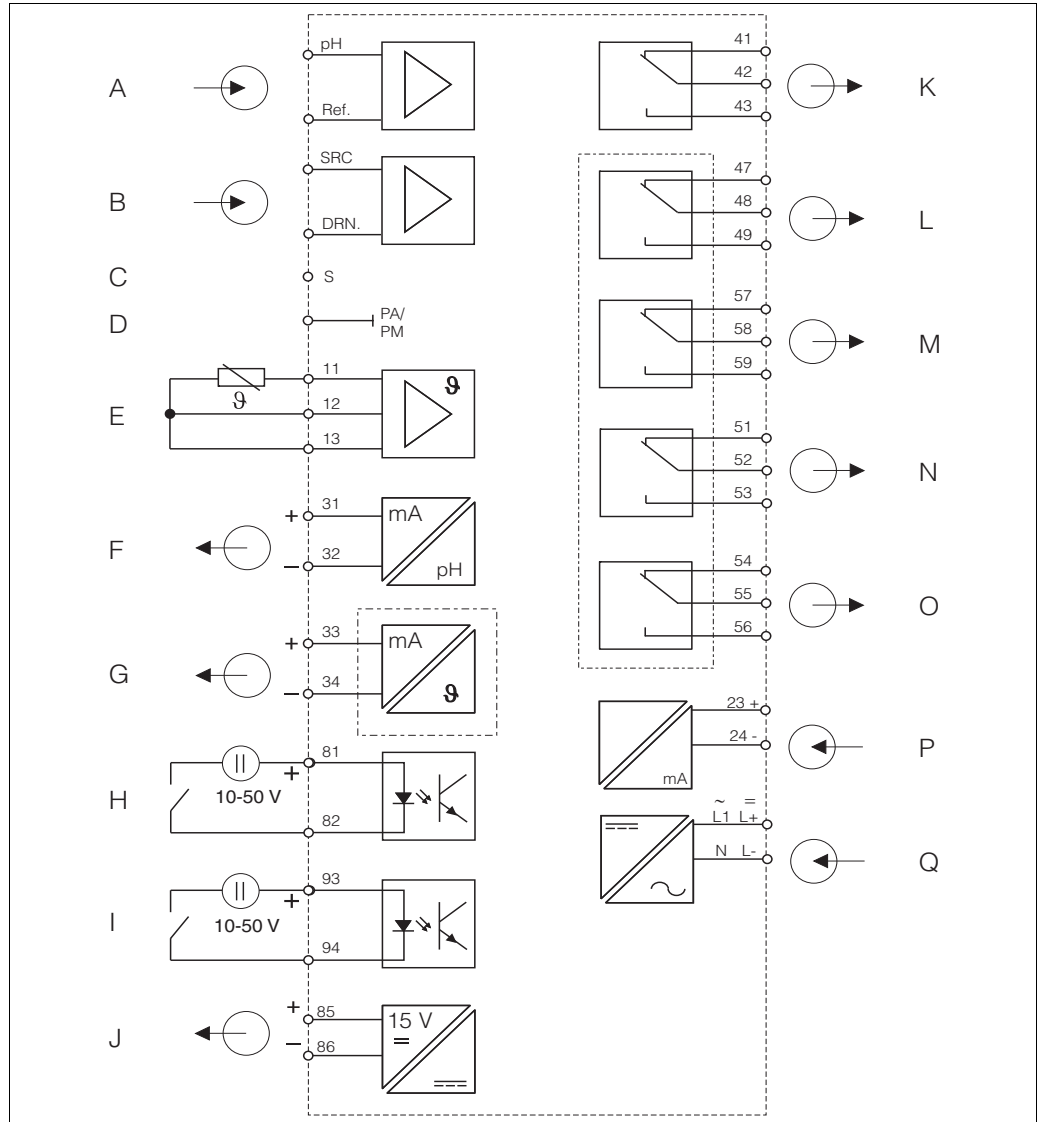 A
pH
Ref.
B
SRC
DRN.
C
S
D
PA/
PM
E
ϑ
11
12
13
ϑ
F
+
31
–
32
mA
pH
G
+
33
–
34
mA
ϑ
H
10-50 V
+
81
82
I
10-50 V
+
93
94
J
+
85
–
86
15 V
=
41
42
43
K
47
48
49
L
57
58
59
M
51
52
53
N
54
55
56
O
23 +
24 -
mA
P
~ =
L1 L+
N L-
Q